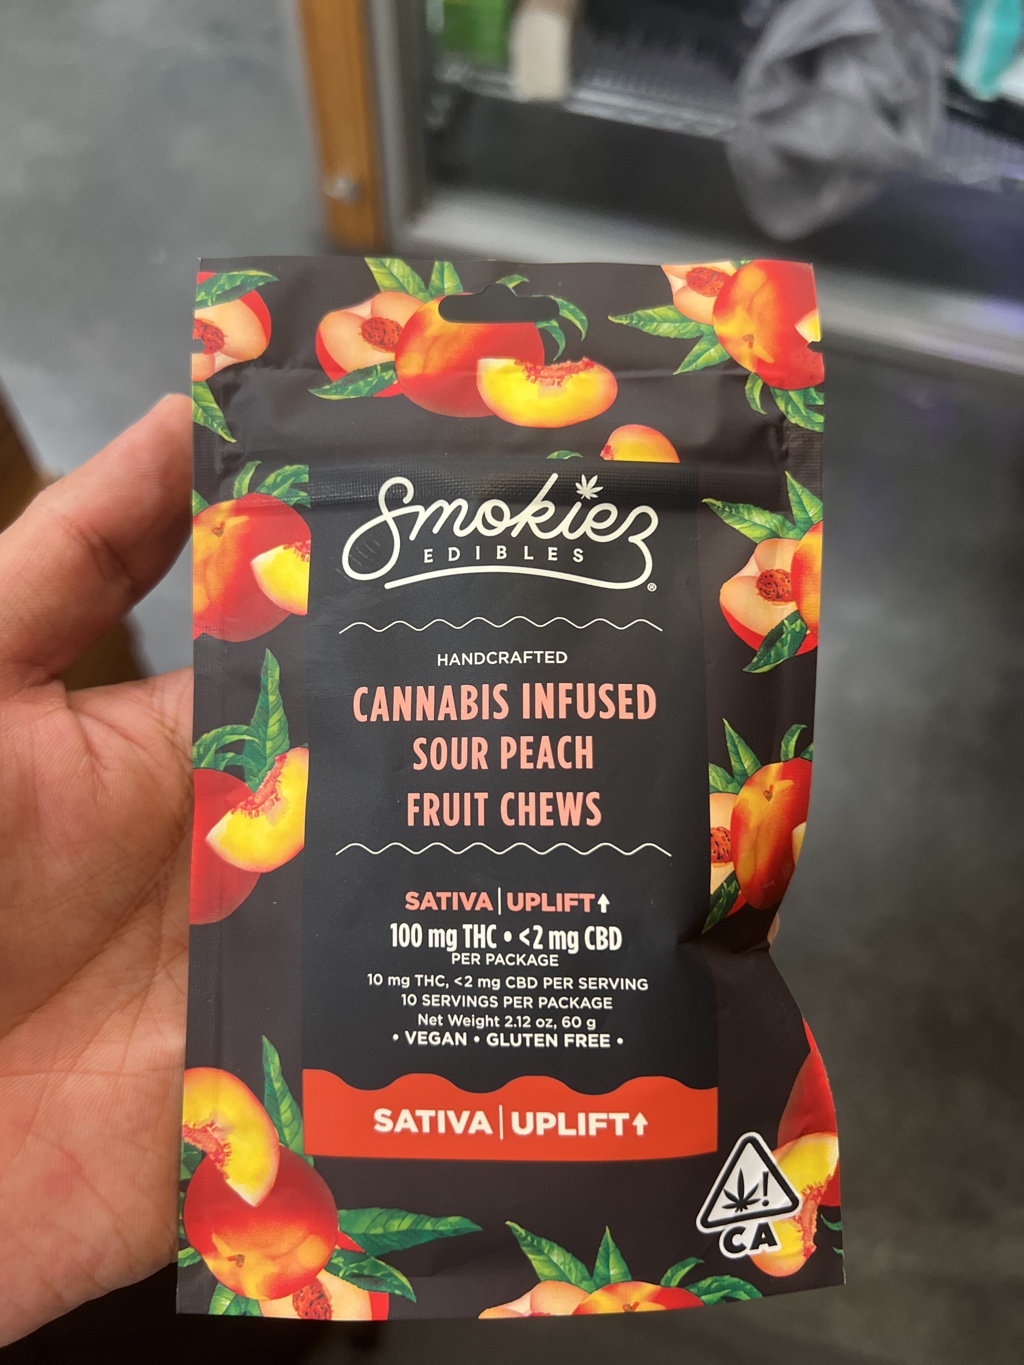 Smokiez
EDIBLES
®
HANDCRAFTED
CANNABIS INFUSED
SOUR PEACH
FRUIT CHEWS
SATIVA | UPLIFT↑
100 mg THC • <2 mg CBD
PER PACKAGE
10 mg THC, <2 mg CBD PER SERVING
10 SERVINGS PER PACKAGE
Net Weight 2.12 oz, 60 g
• VEGAN • GLUTEN FREE •
SATIVA | UPLIFT↑
!
CA